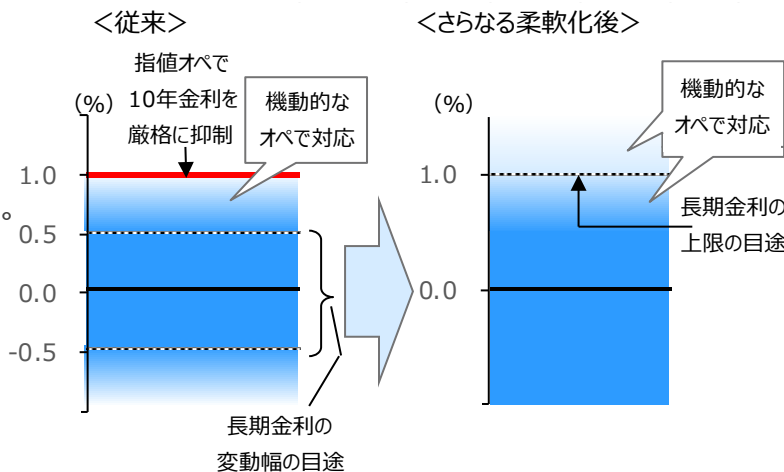 ＜従来＞
指値オペで
10年金利を
厳格に抑制
機動的な
オペで対応
(%)
1.0
。
0.5
0.0
-0.5
長期金利の
変動幅の目途
＜さらなる柔軟化後＞
機動的な
オペで対応
(%)
1.0
長期金利の
上限の目途
0.0